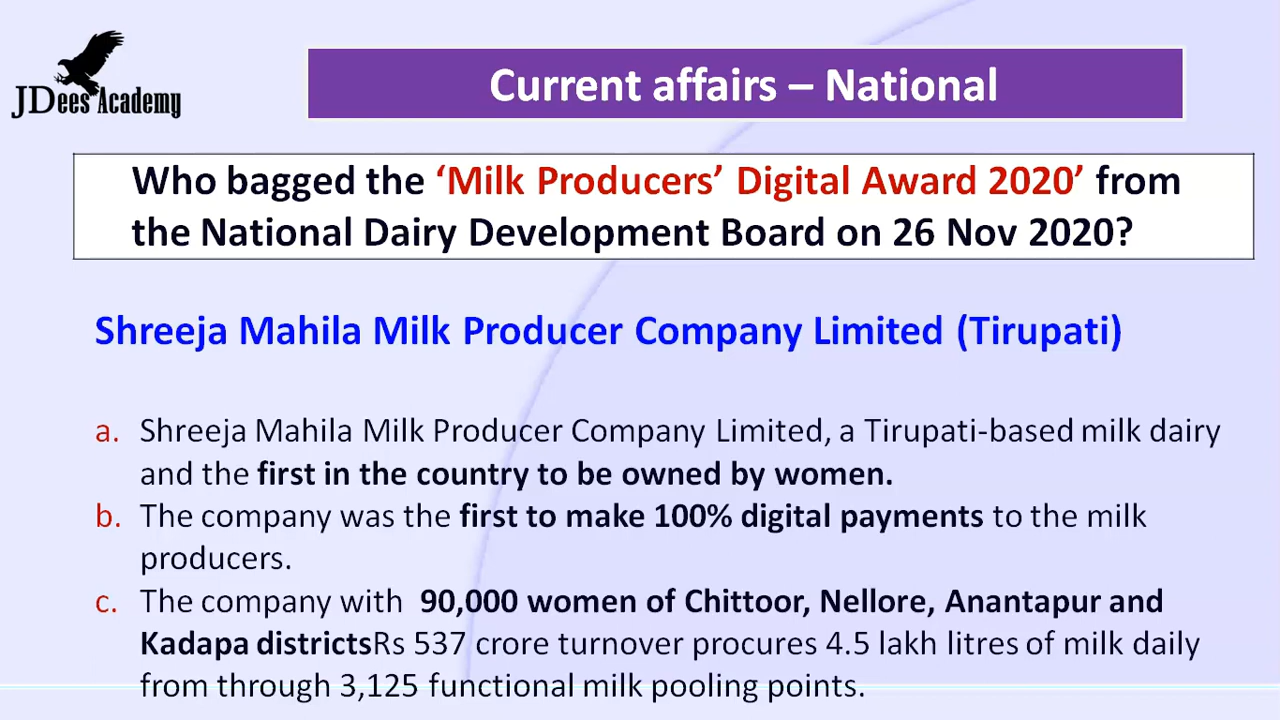 JDees Academy
Current affairs – National
Who bagged the ‘Milk Producers’ Digital Award 2020’ from
the National Dairy Development Board on 26 Nov 2020?
Shreeja Mahila Milk Producer Company Limited (Tirupati)
a. Shreeja Mahila Milk Producer Company Limited, a Tirupati-based milk dairy
and the first in the country to be owned by women.
b. The company was the first to make 100% digital payments to the milk
producers.
c. The company with 90,000 women of Chittoor, Nellore, Anantapur and
Kadapa districtsRs 537 crore turnover procures 4.5 lakh litres of milk daily
from through 3,125 functional milk pooling points.